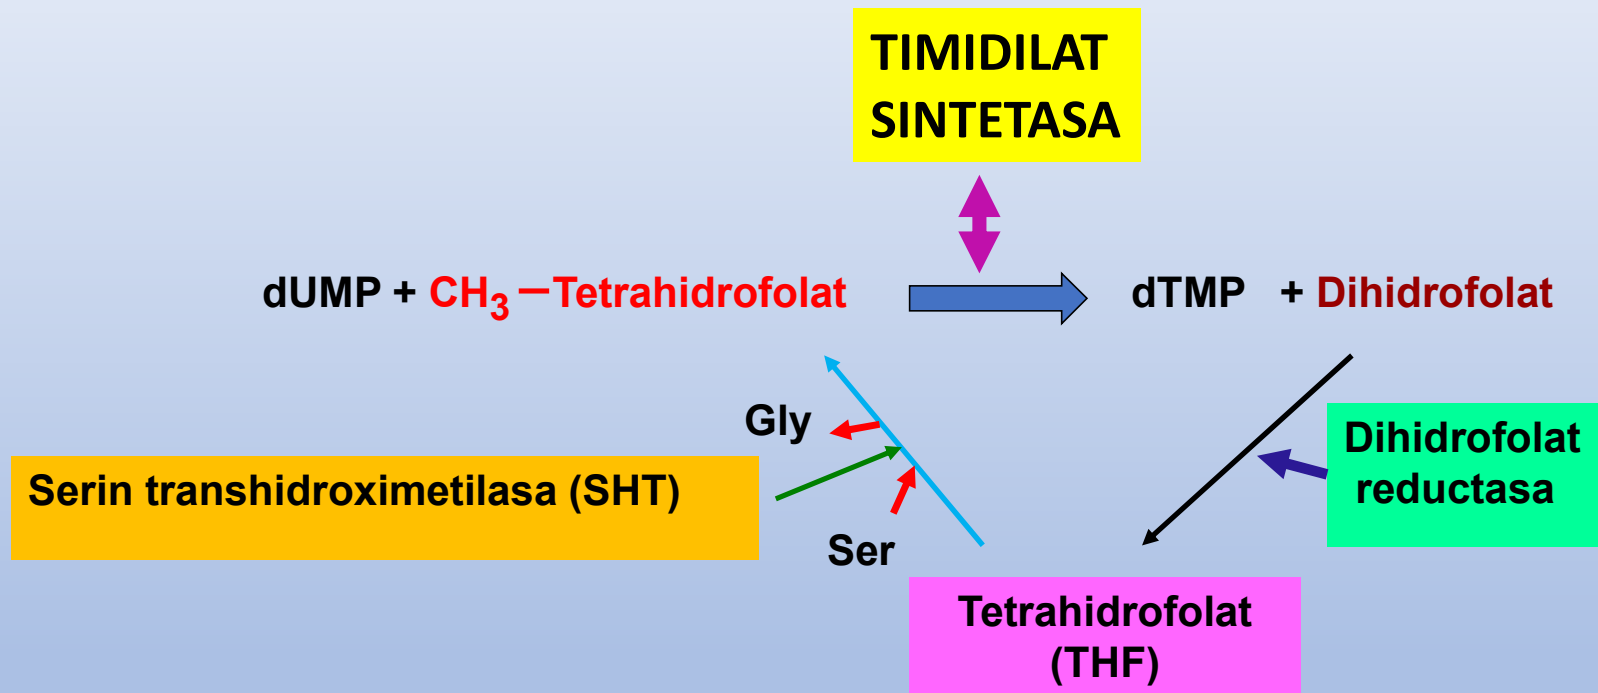 TIMIDILAT
SINTETASA
dUMP + CH₃ –Tetrahidrofolat
dTMP + Dihidrofolat
Gly
Serin transhidroximetilasa (SHT)
Ser
Dihidrofolat
reductasa
Tetrahidrofolat
(THF)